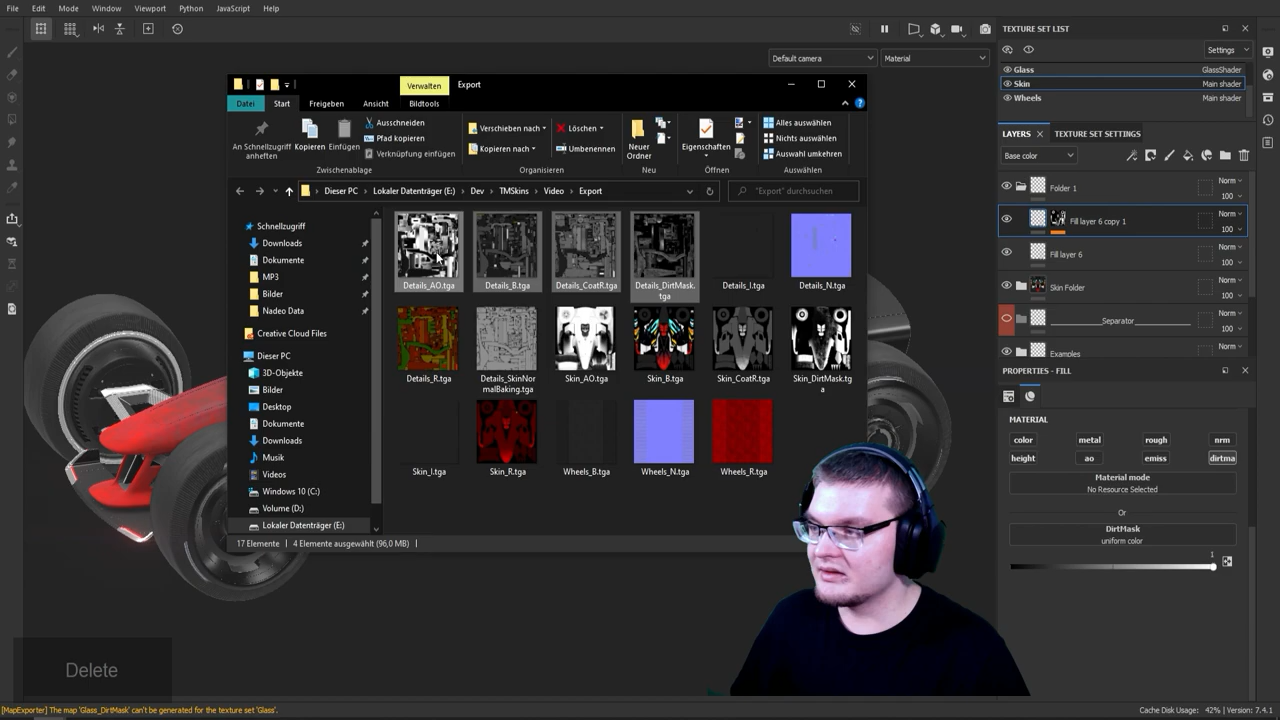 File Edit Mode Window Viewport Python JavaScript Help
TEXTURE SET LIST
Settings
Default camera
Material
Glass GlassShader
Skin Main shader
Wheels Main shader
Verwalten Export
Datei Start Freigeben Ansicht Bildtools
An Schnellzugriff anheften
Kopieren
Einfügen
Ausschneiden
Pfad kopieren
Verknüpfung einfügen
Zwischenablage
Verschieben nach
Kopieren nach
Löschen
Umbenennen
Organisieren
Neuer Ordner
Neu
Eigenschaften
Öffnen
Alles auswählen
Nichts auswählen
Auswahl umkehren
Auswählen
Dieser PC Lokaler Datenträger (E:) Dev TMSkins Video Export
"Export" durchsuchen
Schnellzugriff
Downloads
Dokumente
MP3
Bilder
Nadeo Data
Creative Cloud Files
Dieser PC
3D-Objekte
Bilder
Desktop
Dokumente
Downloads
Musik
Videos
Windows 10 (C:)
Volume (D:)
Lokaler Datenträger (E:)
Details_AO.tga Details_B.tga Details_CoatR.tga Details_DirtMask.tga Details_I.tga Details_N.tga
Details_R.tga Details_SkinNormalBaking.tga Skin_AO.tga Skin_B.tga Skin_CoatR.tga Skin_DirtMask.tga
Skin_I.tga Skin_R.tga Wheels_B.tga Wheels_N.tga Wheels_R.tga
17 Elemente 4 Elemente ausgewählt (96,0 MB)
LAYERS TEXTURE SET SETTINGS
Base color
Folder 1 Norm 100
Fill layer 6 copy 1 Norm 100
Fill layer 6 Norm 100
Skin Folder Norm 100
Separator Norm 100
Examples Norm
PROPERTIES - FILL
MATERIAL
color metal rough nrm
height ao emiss dirtma
Material mode
No Resource Selected
Or
DirtMask
uniform color
1
Delete
[MapExporter] The map 'Glass_DirtMask' can't be generated for the texture set 'Glass'.
Cache Disk Usage: 42% | Version: 7.4.1